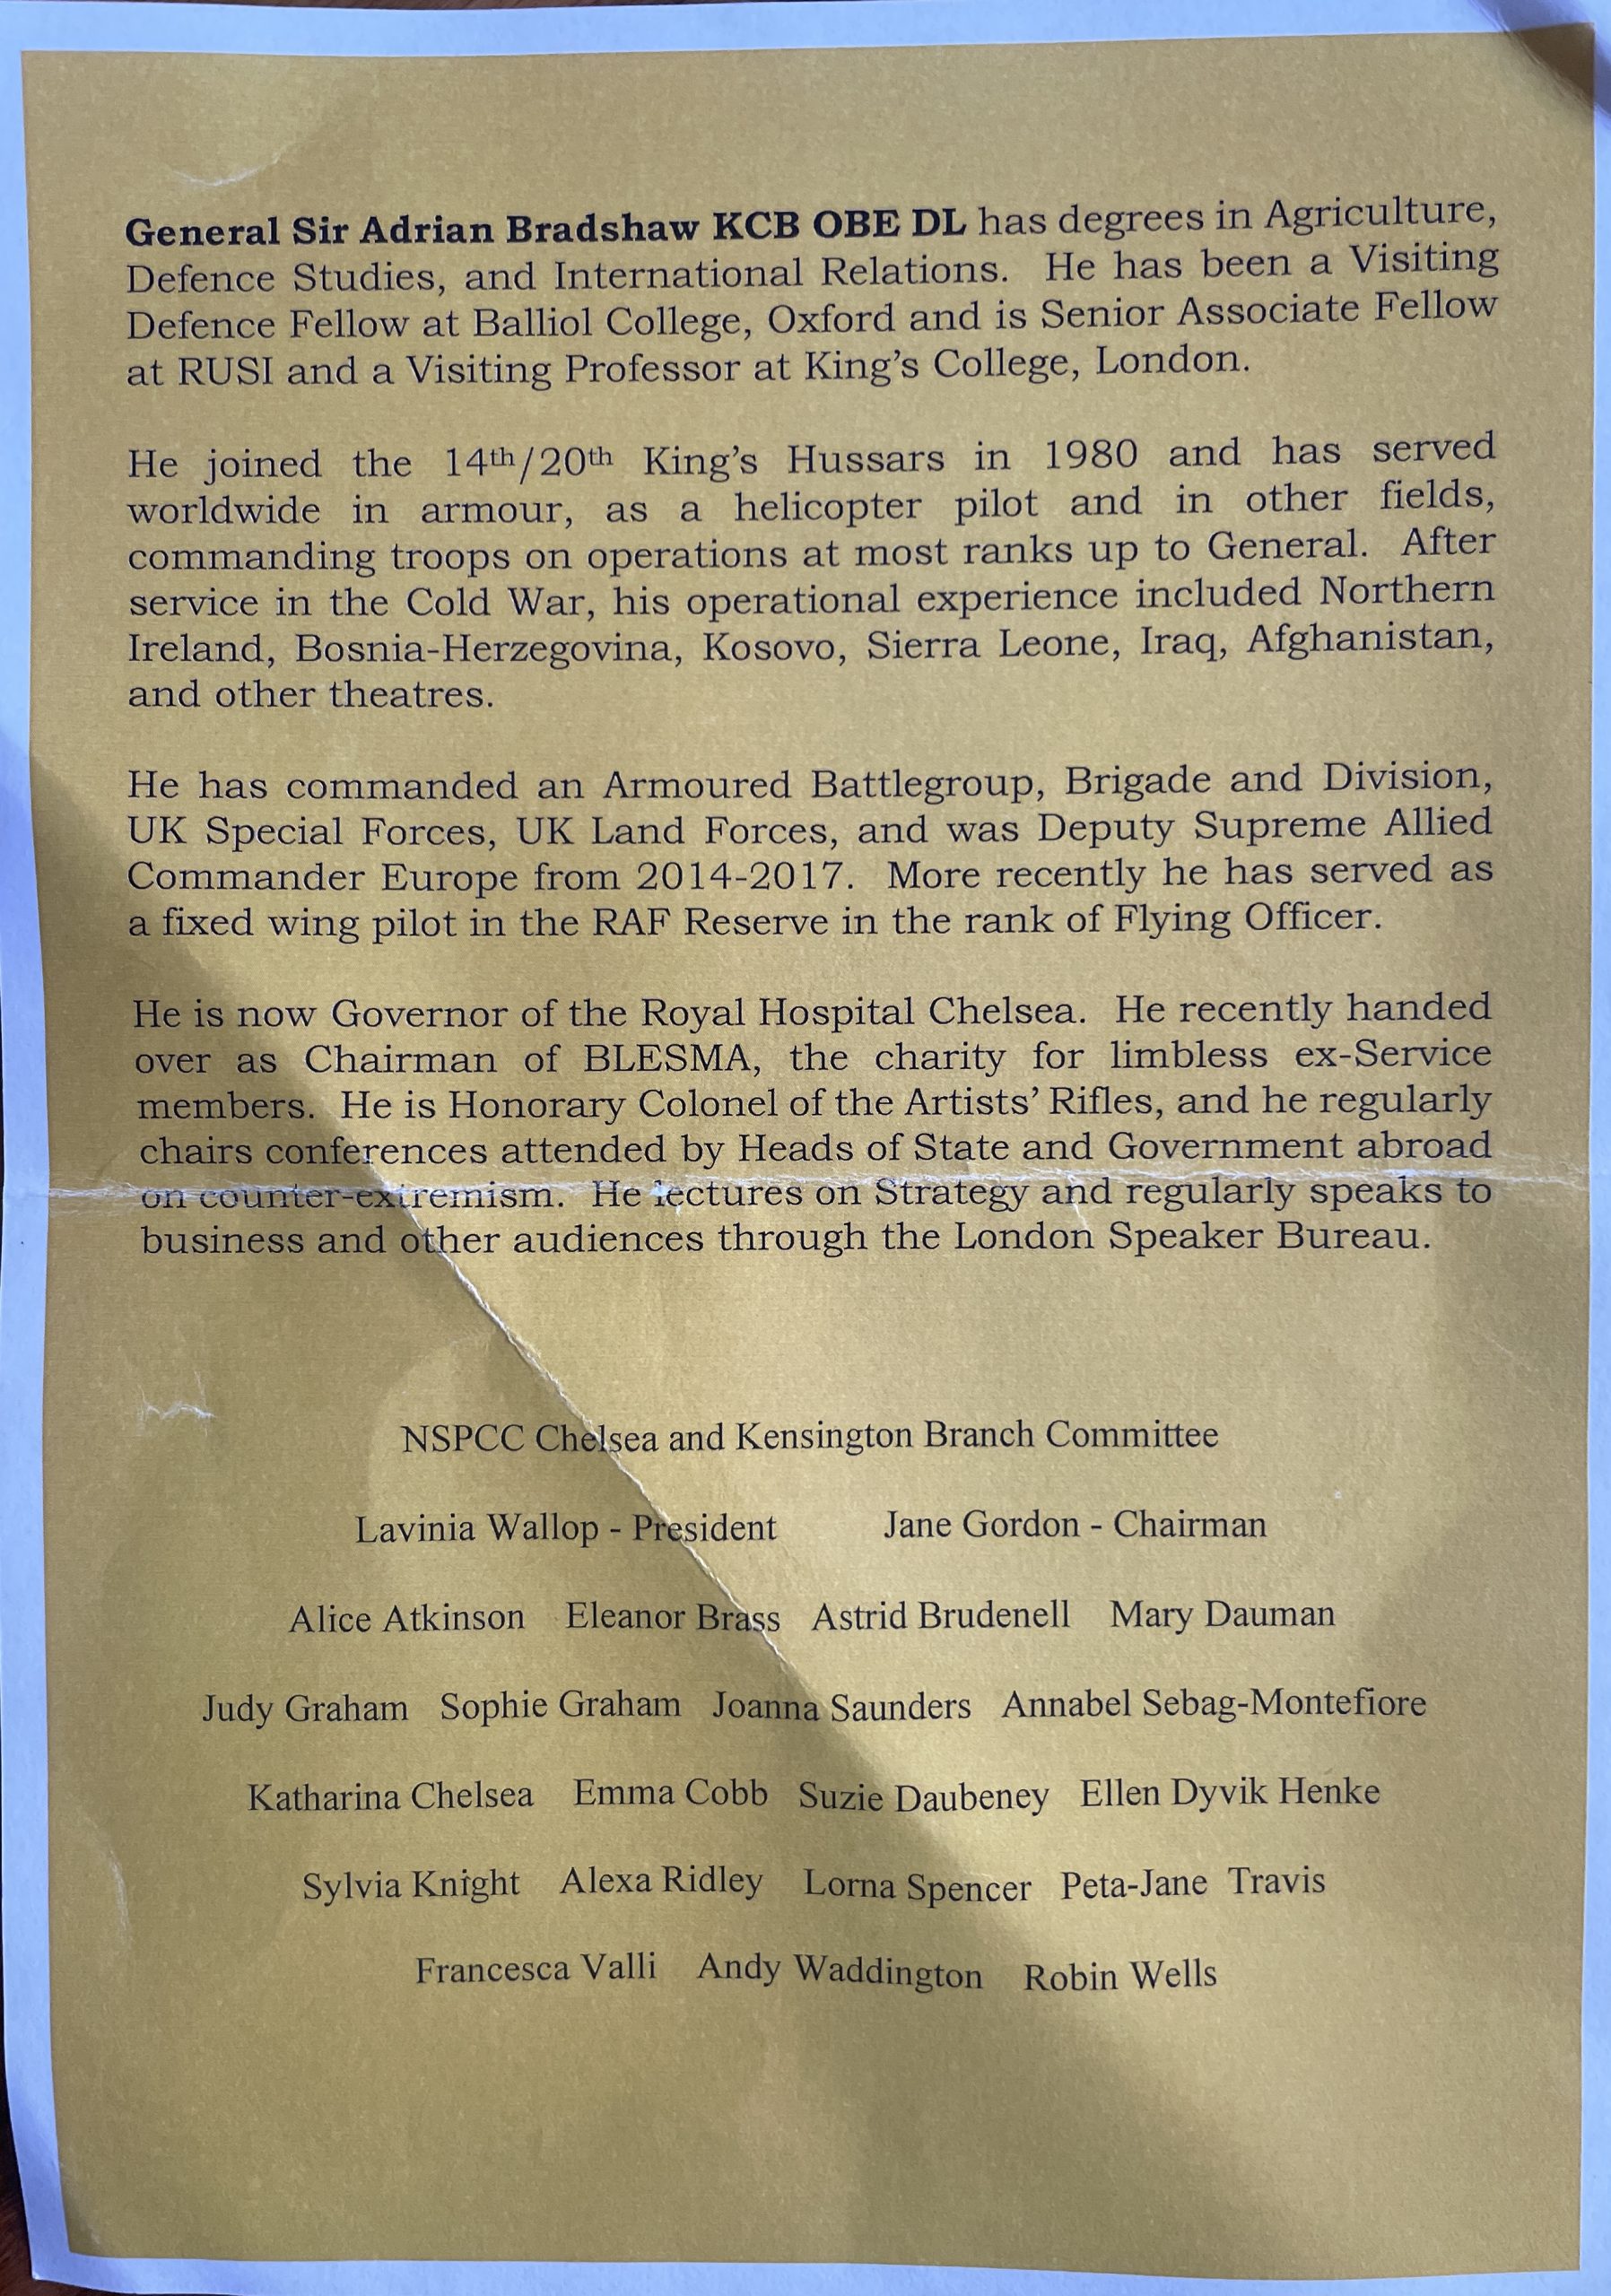 General Sir Adrian Bradshaw KCB OBE DL has degrees in Agriculture,
Defence Studies, and International Relations. He has been a Visiting
Defence Fellow at Balliol College, Oxford and is Senior Associate Fellow
at RUSI and a Visiting Professor at King's College, London.
He joined the 14th/20th King's Hussars in 1980 and has served
worldwide in armour, as a helicopter pilot and in other fields,
commanding troops on operations at most ranks up to General. After
service in the Cold War, his operational experience included Northern
Ireland, Bosnia-Herzegovina, Kosovo, Sierra Leone, Iraq, Afghanistan,
and other theatres.
He has commanded an Armoured Battlegroup, Brigade and Division,
UK Special Forces, UK Land Forces, and was Deputy Supreme Allied
Commander Europe from 2014-2017. More recently he has served as
a fixed wing pilot in the RAF Reserve in the rank of Flying Officer.
He is now Governor of the Royal Hospital Chelsea. He recently handed
over as Chairman of BLESMA, the charity for limbless ex-Service
members. He is Honorary Colonel of the Artists' Rifles, and he regularly
chairs conferences attended by Heads of State and Government abroad
on counter-extremism. He lectures on Strategy and regularly speaks to
business and other audiences through the London Speaker Bureau.
NSPCC Chelsea and Kensington Branch Committee
Lavinia Wallop - President Jane Gordon - Chairman
Alice Atkinson Eleanor Brass Astrid Brudenell Mary Dauman
Judy Graham Sophie Graham Joanna Saunders Annabel Sebag-Montefiore
Katharina Chelsea Emma Cobb Suzie Daubeney Ellen Dyvik Henke
Sylvia Knight Alexa Ridley Lorna Spencer Peta-Jane Travis
Francesca Valli Andy Waddington Robin Wells